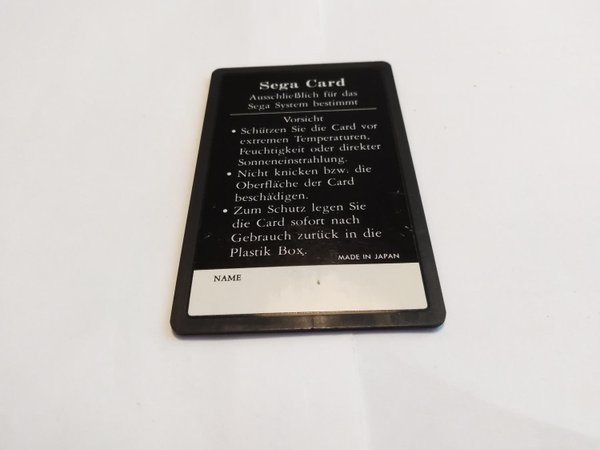 Sega Card
Ausschließlich für das
Sega System bestimmt
Vorsicht
• Schützen Sie die Card vor
extremen Temperaturen,
Feuchtigkeit oder direkter
Sonneneinstrahlung.
• Nicht knicken bzw. die
Oberfläche der Card
beschädigen.
• Zum Schutz legen Sie
die Card sofort nach
Gebrauch zurück in die
Plastik Box.
MADE IN JAPAN
NAME